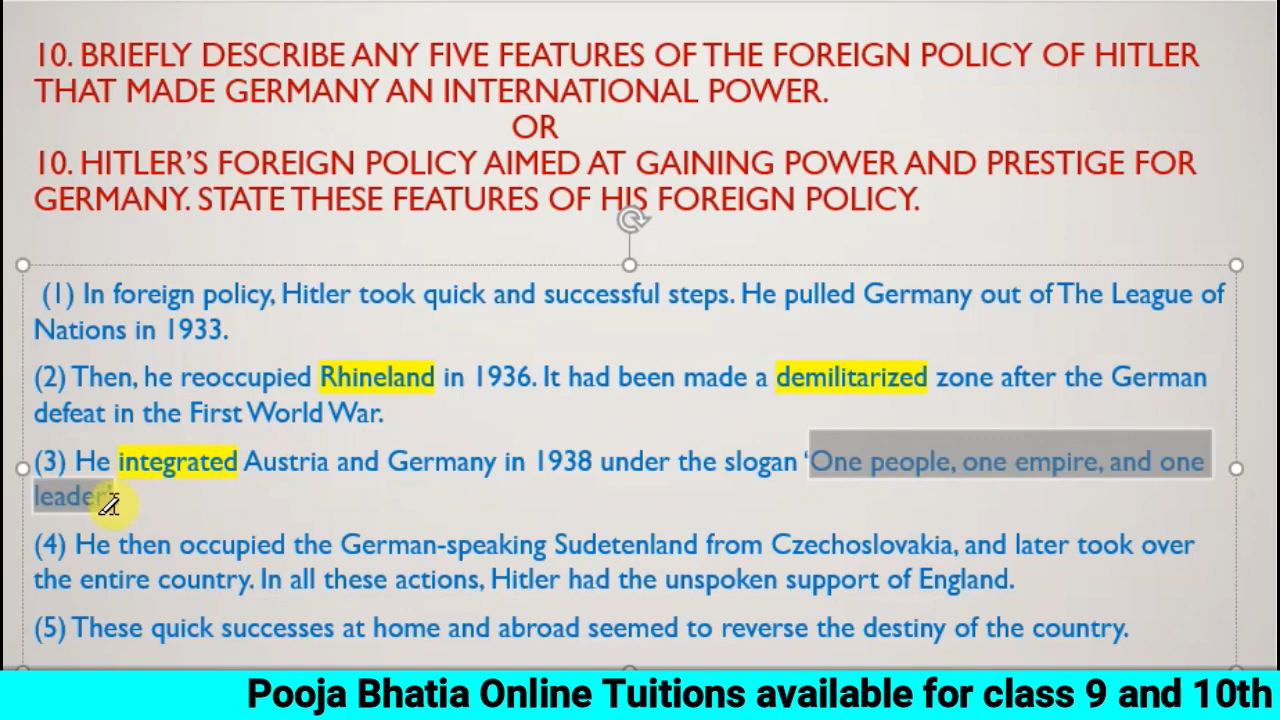 10. BRIEFLY DESCRIBE ANY FIVE FEATURES OF THE FOREIGN POLICY OF HITLER
THAT MADE GERMANY AN INTERNATIONAL POWER.
OR
10. HITLER'S FOREIGN POLICY AIMED AT GAINING POWER AND PRESTIGE FOR
GERMANY. STATE THESE FEATURES OF HIS FOREIGN POLICY.
(1) In foreign policy, Hitler took quick and successful steps. He pulled Germany out of The League of
Nations in 1933.
(2) Then, he reoccupied Rhineland in 1936. It had been made a demilitarized zone after the German
defeat in the First World War.
(3) He integrated Austria and Germany in 1938 under the slogan 'One people, one empire, and one
leader'
(4) He then occupied the German-speaking Sudetenland from Czechoslovakia, and later took over
the entire country. In all these actions, Hitler had the unspoken support of England.
(5) These quick successes at home and abroad seemed to reverse the destiny of the country.
Pooja Bhatia Online Tuitions available for class 9 and 10th